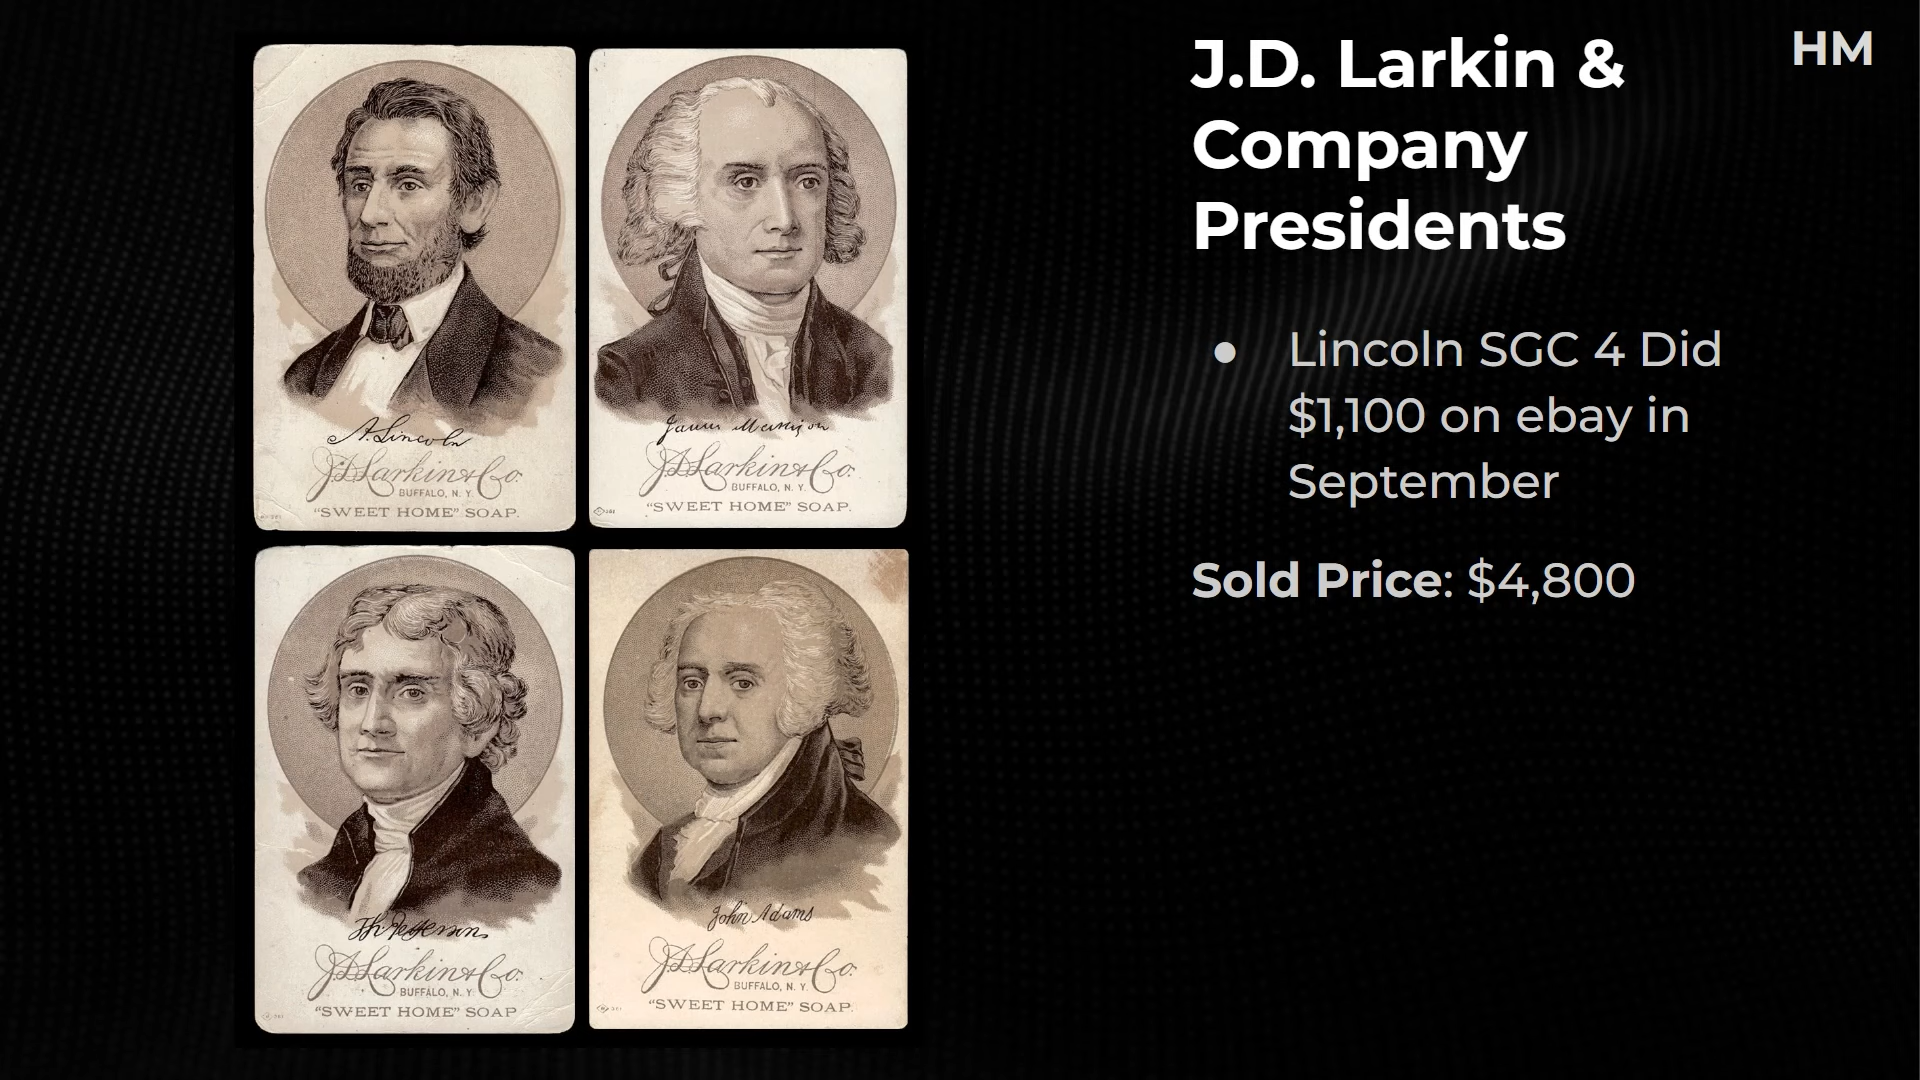 A. Lincoln
J.D. Larkin & Co.
BUFFALO, N. Y.
"SWEET HOME" SOAP.
James Madison
J.D. Larkin & Co.
BUFFALO, N. Y.
"SWEET HOME" SOAP.
Th Jefferson
J.D. Larkin & Co.
BUFFALO, N. Y.
"SWEET HOME" SOAP
John Adams
J.D. Larkin & Co.
BUFFALO, N. Y.
"SWEET HOME" SOAP.
J.D. Larkin &
Company
Presidents
HM
● Lincoln SGC 4 Did
$1,100 on ebay in
September
Sold Price: $4,800